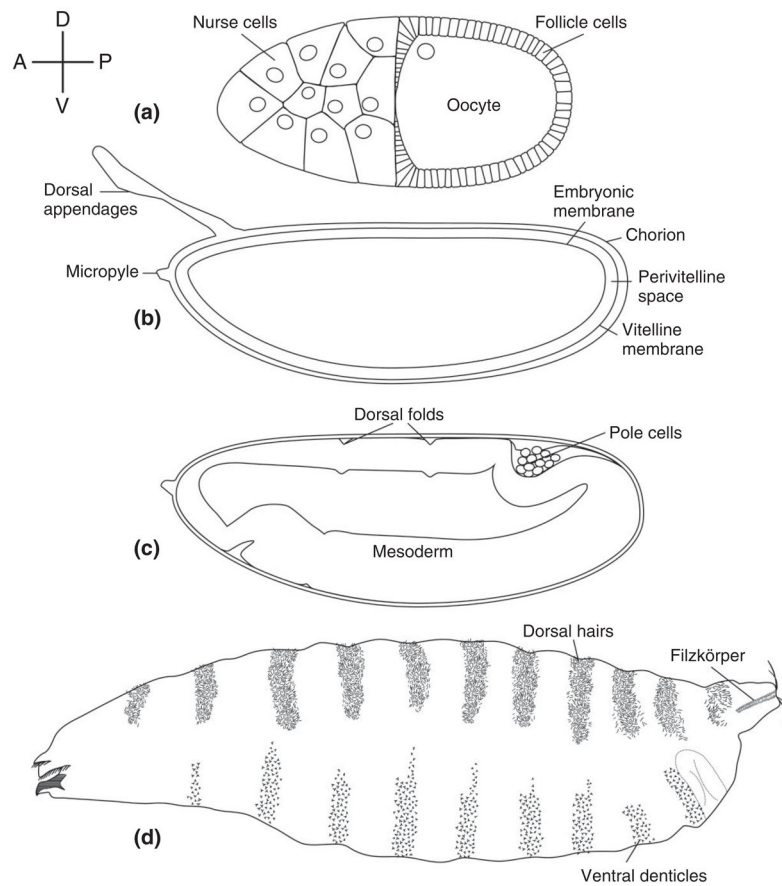 D
A
P
V
Nurse cells
Follicle cells
Oocyte
(a)
Dorsal
appendages
Embryonic
membrane
Chorion
Micropyle
Perivitelline
space
(b)
Vitelline
membrane
Dorsal folds
Pole cells
(c)
Mesoderm
Dorsal hairs
Filzkörper
(d)
Ventral denticles